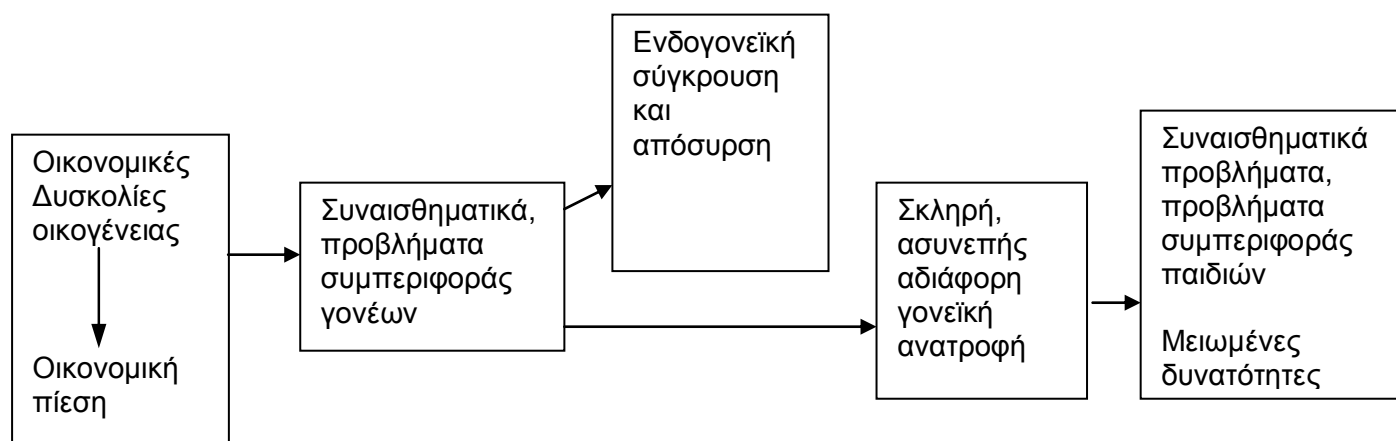 Οικονομικές
Δυσκολίες
οικογένειας
Οικονομική
πίεση
Συναισθηματικά,
προβλήματα
συμπεριφοράς
γονέων
Ενδογονεϊκή
σύγκρουση
και
απόσυρση
Σκληρή,
ασυνεπής
αδιάφορη
γονεϊκή
ανατροφή
Συναισθηματικά
προβλήματα,
προβλήματα
συμπεριφοράς
παιδιών
Μειωμένες
δυνατότητες